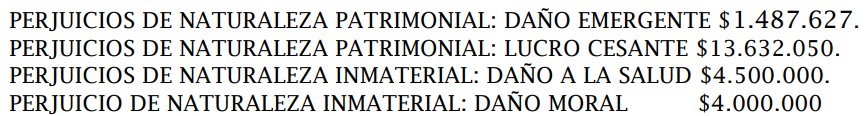 PERJUICIOS DE NATURALEZA PATRIMONIAL: DAÑO EMERGENTE $1.487.627.
PERJUICIOS DE NATURALEZA PATRIMONIAL: LUCRO CESANTE $13.632.050.
PERJUICIOS DE NATURALEZA INMATERIAL: DAÑO A LA SALUD $4.500.000.
PERJUICIO DE NATURALEZA INMATERIAL: DAÑO MORAL $4.000.000